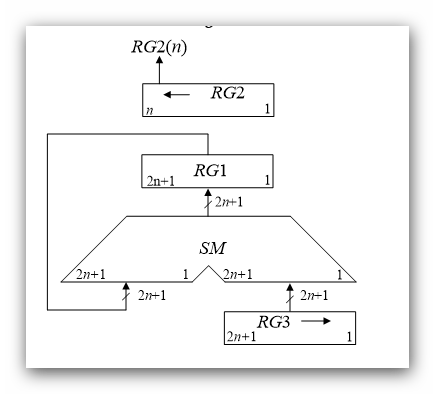 RG2(n)
RG2
n 1
RG1
2n+1 1
2n+1
SM
2n+1 1 2n+1 1
2n+1 2n+1
RG3
2n+1 1